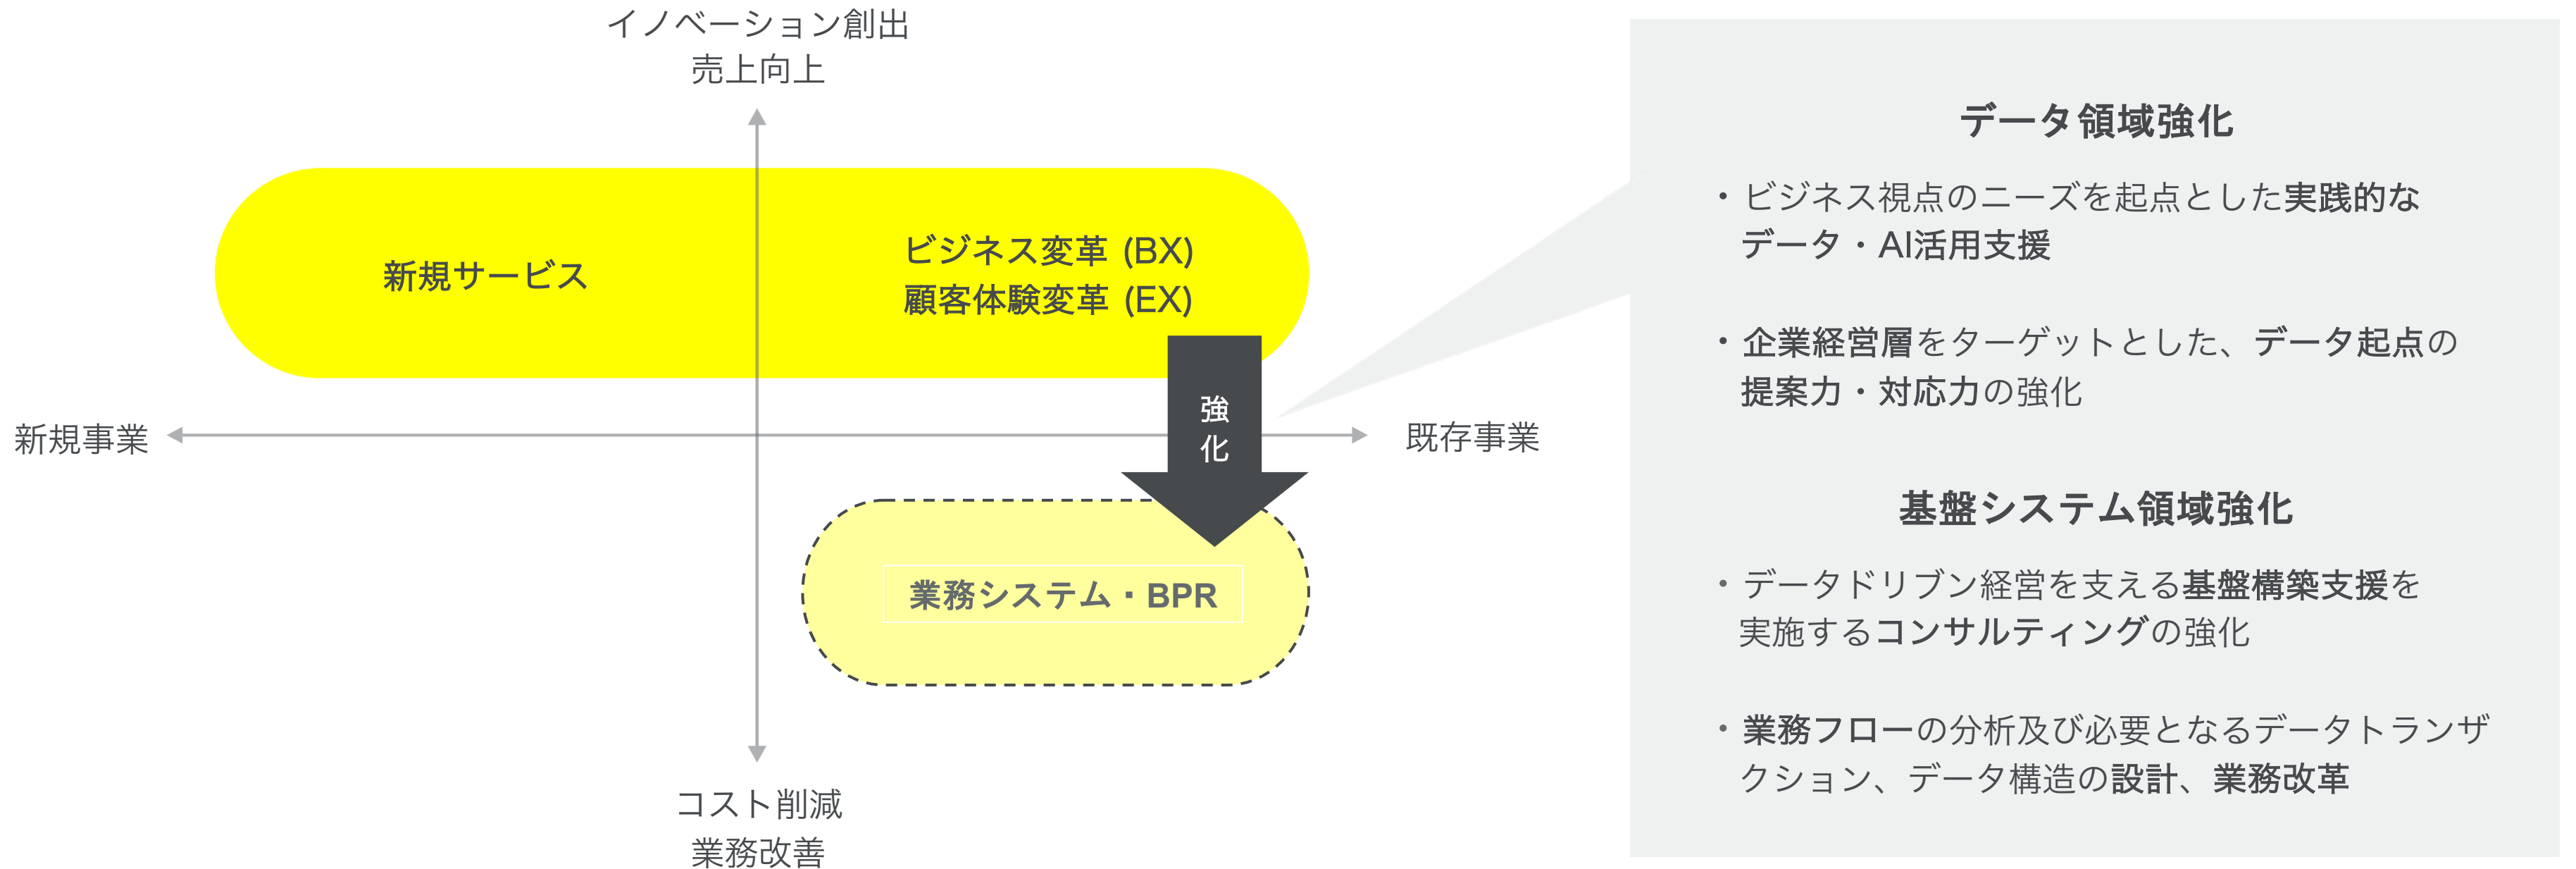 イノベーション創出
売上向上
新規サービス
ビジネス変革 (BX)
顧客体験変革 (EX)
強
化
新規事業
既存事業
業務システム・BPR
コスト削減
業務改善
データ領域強化
・ビジネス視点のニーズを起点とした実践的な
データ・AI活用支援
・企業経営層をターゲットとした、データ起点の
提案力・対応力の強化
基盤システム領域強化
・データドリブン経営を支える基盤構築支援を
実施するコンサルティングの強化
・業務フローの分析及び必要となるデータトランザ
クション、データ構造の設計、業務改革